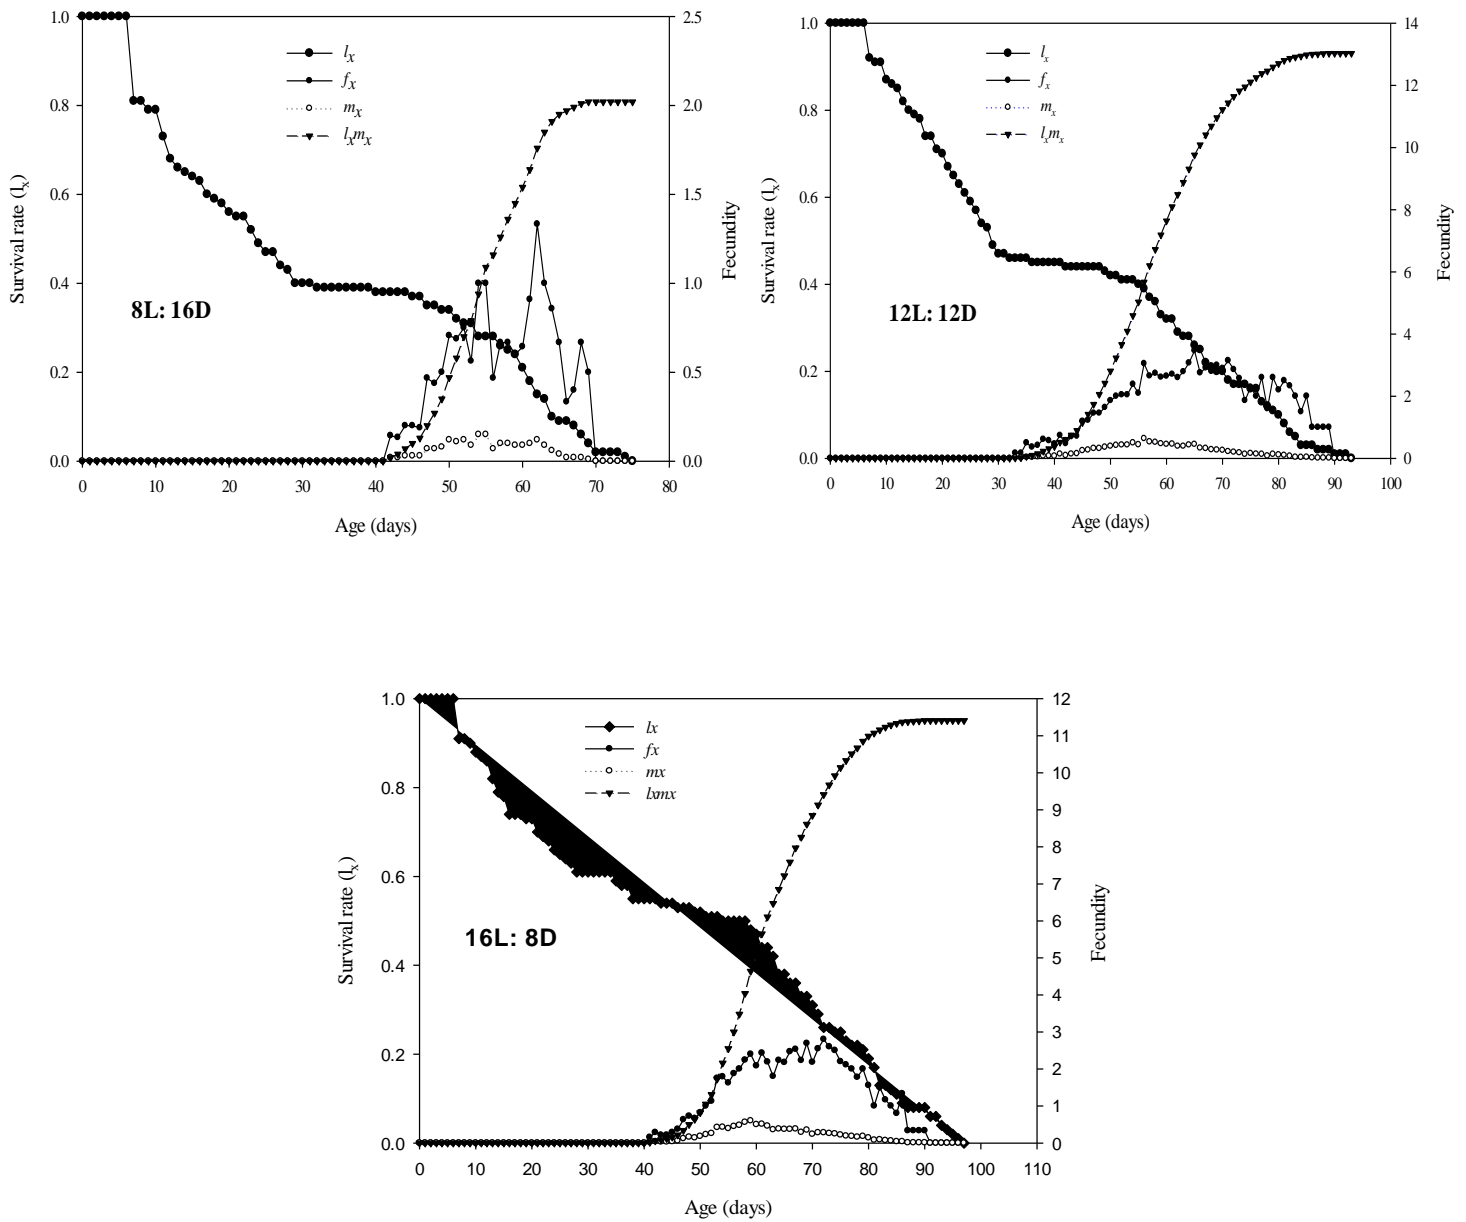 1.0
0.8
0.6
0.4
0.2
0.0
Survival rate (lx)
lx
fx
mx
lxmx
8L: 16D
2.5
2.0
1.5
1.0
0.5
0.0
Fecundity
0 10 20 30 40 50 60 70 80
Age (days)
1.0
0.8
0.6
0.4
0.2
0.0
Survival rate (lx)
lx
fx
mx
lxmx
12L: 12D
14
12
10
8
6
4
2
0
Fecundity
0 10 20 30 40 50 60 70 80 90 100
Age (days)
1.0
0.8
0.6
0.4
0.2
0.0
Survival rate (lx)
lx
fx
mx
lxmx
16L: 8D
12
11
10
9
8
7
6
5
4
3
2
1
0
Fecundity
0 10 20 30 40 50 60 70 80 90 100 110
Age (days)